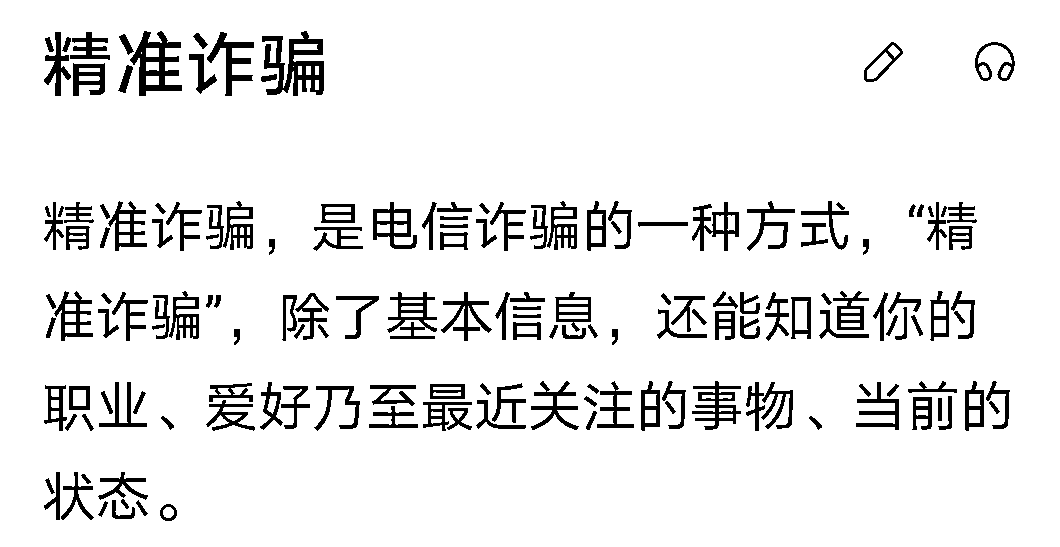 精准诈骗
精准诈骗，是电信诈骗的一种方式，“精
准诈骗”，除了基本信息，还能知道你的
职业、爱好乃至最近关注的事物、当前的
状态。